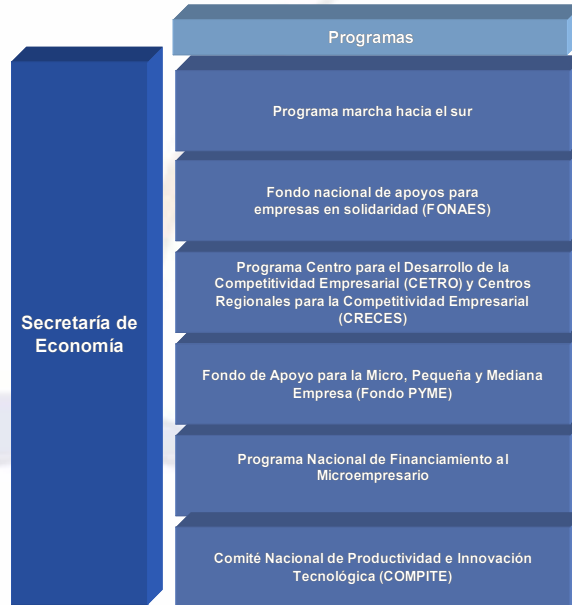 Programas
Secretaría de
Economía
Programa marcha hacia el sur
Fondo nacional de apoyos para
empresas en solidaridad (FONAES)
Programa Centro para el Desarrollo de la
Competitividad Empresarial (CETRO) y Centros
Regionales para la Competitividad Empresarial
(CRECES)
Fondo de Apoyo para la Micro, Pequeña y Mediana
Empresa (Fondo PYME)
Programa Nacional de Financiamiento al
Microempresario
Comité Nacional de Productividad e Innovación
Tecnológica (COMPITE)